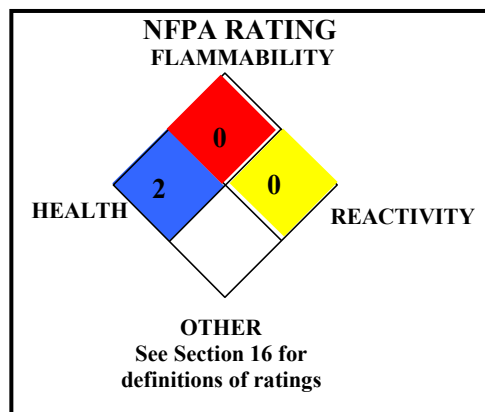 NFPA RATING
FLAMMABILITY
0
2
0
HEALTH
REACTIVITY
OTHER
See Section 16 for
definitions of ratings